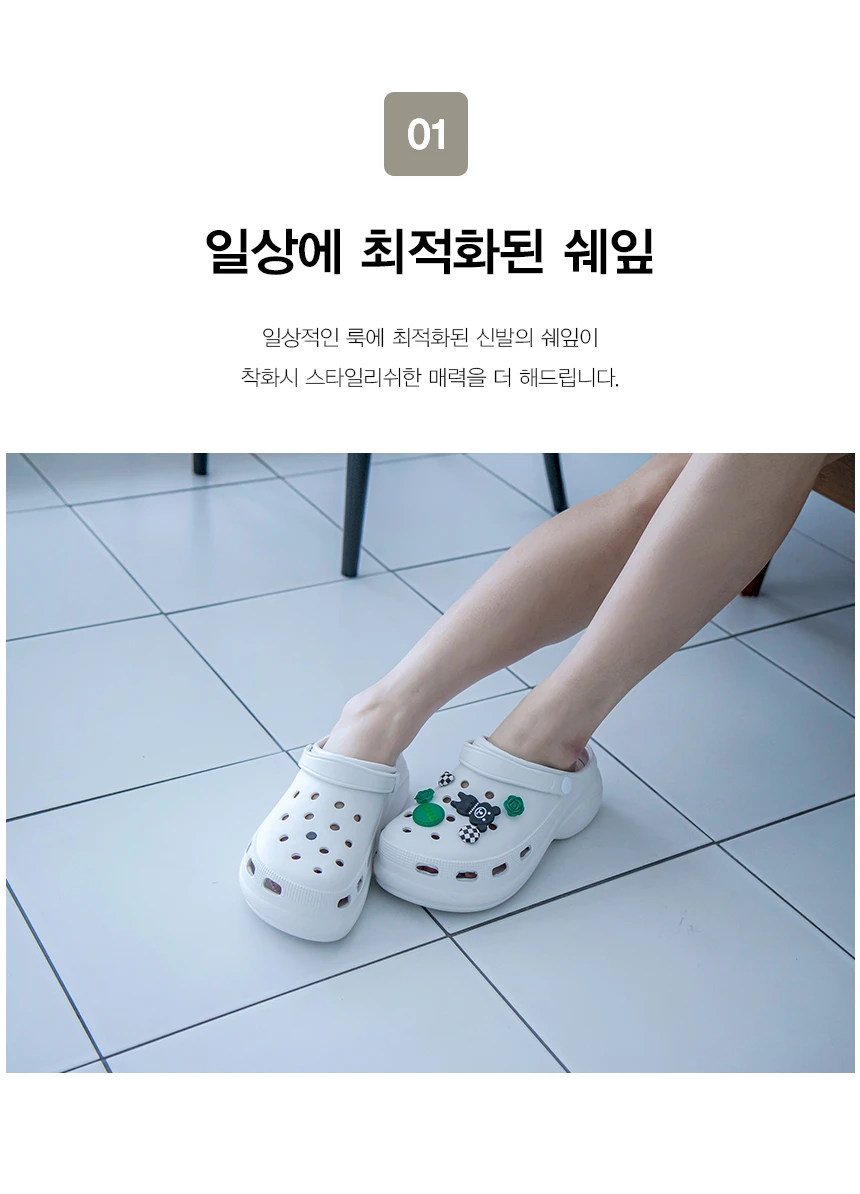 01
일상에 최적화된 쉐잎
일상적인 룩에 최적화된 신발의 쉐잎이
착화시 스타일리쉬한 매력을 더 해드립니다.